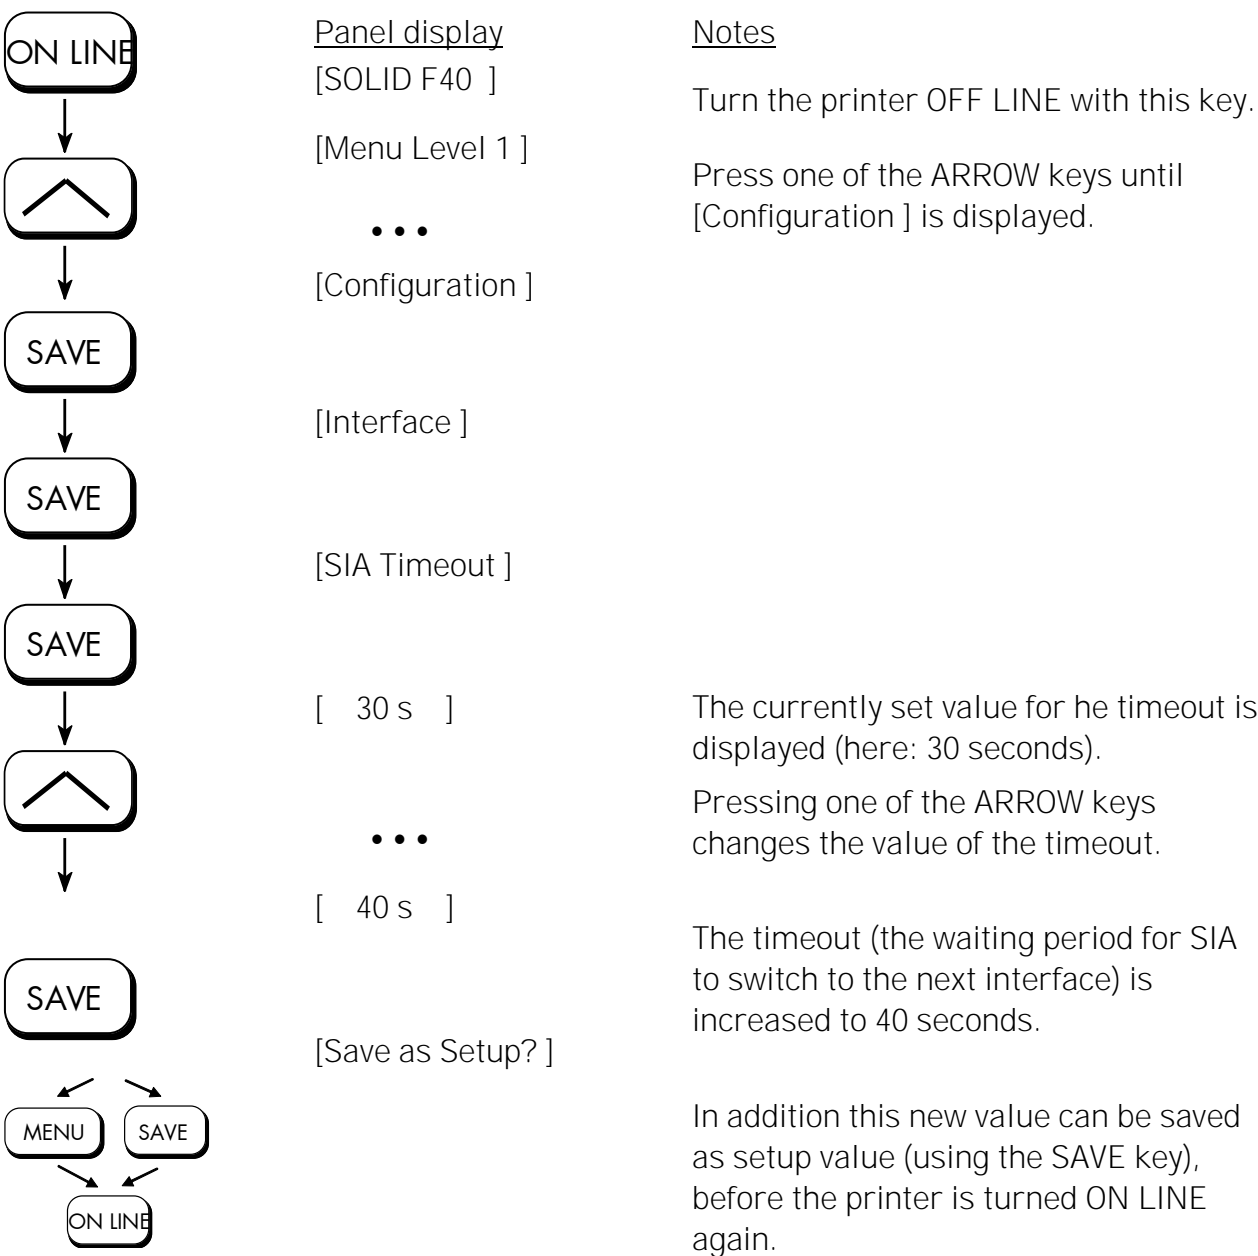 ON LINE
Panel display
Notes
[SOLID F40 ]
Turn the printer OFF LINE with this key.
[Menu Level 1 ]
Press one of the ARROW keys until
[Configuration ] is displayed.
• • •
[Configuration ]
SAVE
[Interface ]
SAVE
[SIA Timeout ]
SAVE
[ 30 s ]
The currently set value for he timeout is
displayed (here: 30 seconds).
Pressing one of the ARROW keys
changes the value of the timeout.
• • •
[ 40 s ]
The timeout (the waiting period for SIA
to switch to the next interface) is
increased to 40 seconds.
SAVE
[Save as Setup? ]
MENU
SAVE
ON LINE
In addition this new value can be saved
as setup value (using the SAVE key),
before the printer is turned ON LINE
again.